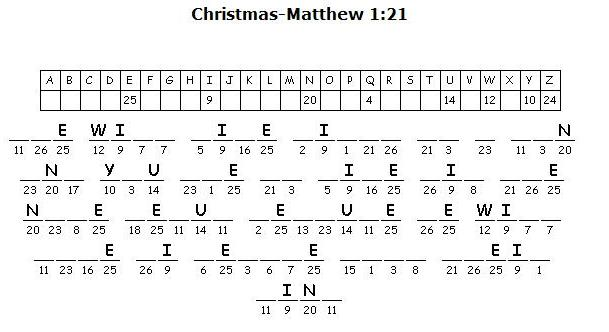 Christmas-Matthew 1:21
A B C D E F G H I J K L M N O P Q R S T U V W X Y Z
25 9 20 4 14 12 10 24
E W I I E I N
11 26 25 12 9 7 7 5 9 16 25 2 9 1 21 26 21 3 23 11 3 20
N Y U E I E I E
23 20 17 10 3 14 23 1 25 21 3 5 9 16 25 26 9 8 21 26 25
N E E U E U E E W I
20 23 8 25 18 25 11 14 11 2 25 13 23 14 11 25 26 25 12 9 7 7
E I E E E I
11 23 16 25 26 9 6 25 3 6 7 25 15 1 3 8 21 26 25 9 1
I N
11 9 20 11